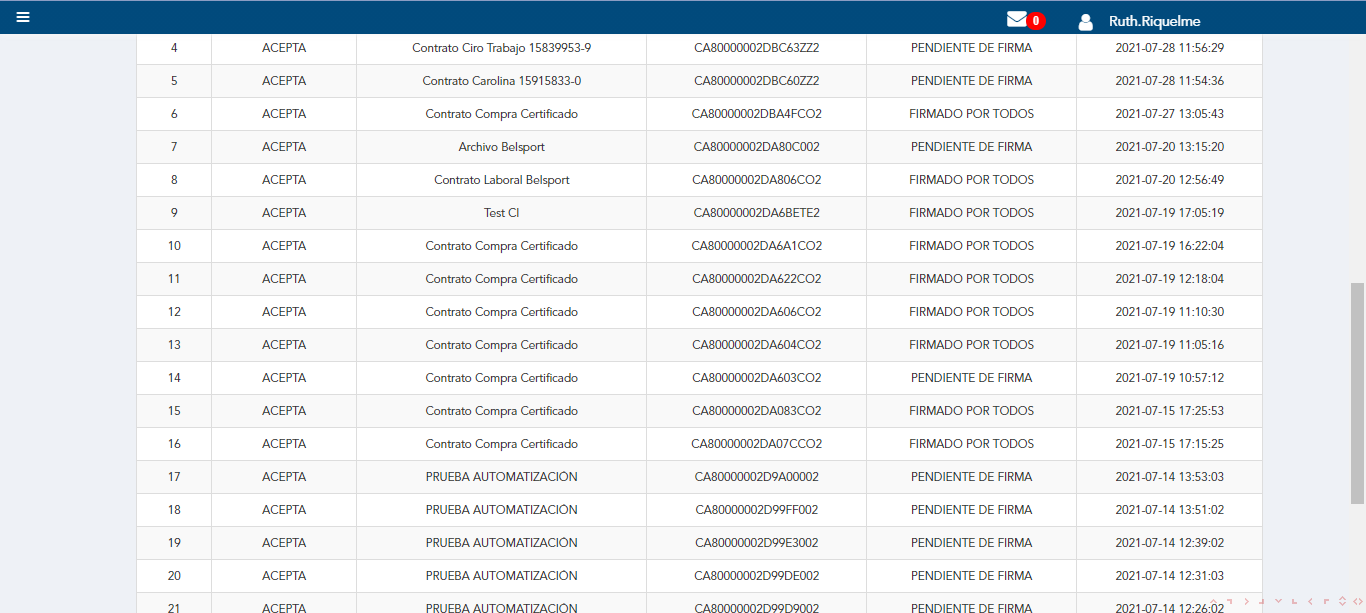 0 Ruth.Riquelme
4 ACEPTA Contrato Ciro Trabajo 15839953-9 CA80000002DBC63ZZ2 PENDIENTE DE FIRMA 2021-07-28 11:56:29
5 ACEPTA Contrato Carolina 15915833-0 CA80000002DBC60ZZ2 PENDIENTE DE FIRMA 2021-07-28 11:54:36
6 ACEPTA Contrato Compra Certificado CA80000002DBA4FCO2 FIRMADO POR TODOS 2021-07-27 13:05:43
7 ACEPTA Archivo Belsport CA80000002DA80C002 PENDIENTE DE FIRMA 2021-07-20 13:15:20
8 ACEPTA Contrato Laboral Belsport CA80000002DA806CO2 FIRMADO POR TODOS 2021-07-20 12:56:49
9 ACEPTA Test CI CA80000002DA6BETE2 FIRMADO POR TODOS 2021-07-19 17:05:19
10 ACEPTA Contrato Compra Certificado CA80000002DA6A1CO2 FIRMADO POR TODOS 2021-07-19 16:22:04
11 ACEPTA Contrato Compra Certificado CA80000002DA622CO2 FIRMADO POR TODOS 2021-07-19 12:18:04
12 ACEPTA Contrato Compra Certificado CA80000002DA606CO2 FIRMADO POR TODOS 2021-07-19 11:10:30
13 ACEPTA Contrato Compra Certificado CA80000002DA604CO2 FIRMADO POR TODOS 2021-07-19 11:05:16
14 ACEPTA Contrato Compra Certificado CA80000002DA603CO2 PENDIENTE DE FIRMA 2021-07-19 10:57:12
15 ACEPTA Contrato Compra Certificado CA80000002DA083CO2 FIRMADO POR TODOS 2021-07-15 17:25:53
16 ACEPTA Contrato Compra Certificado CA80000002DA07CCO2 FIRMADO POR TODOS 2021-07-15 17:15:25
17 ACEPTA PRUEBA AUTOMATIZACIÓN CA80000002D9A00002 PENDIENTE DE FIRMA 2021-07-14 13:53:03
18 ACEPTA PRUEBA AUTOMATIZACIÓN CA80000002D99FF002 PENDIENTE DE FIRMA 2021-07-14 13:51:02
19 ACEPTA PRUEBA AUTOMATIZACIÓN CA80000002D99E3002 PENDIENTE DE FIRMA 2021-07-14 12:39:02
20 ACEPTA PRUEBA AUTOMATIZACIÓN CA80000002D99DE002 PENDIENTE DE FIRMA 2021-07-14 12:31:03
21 ACEPTA PRUEBA AUTOMATIZACIÓN CA80000002D99D9002 PENDIENTE DE FIRMA 2021-07-14 12:26:02